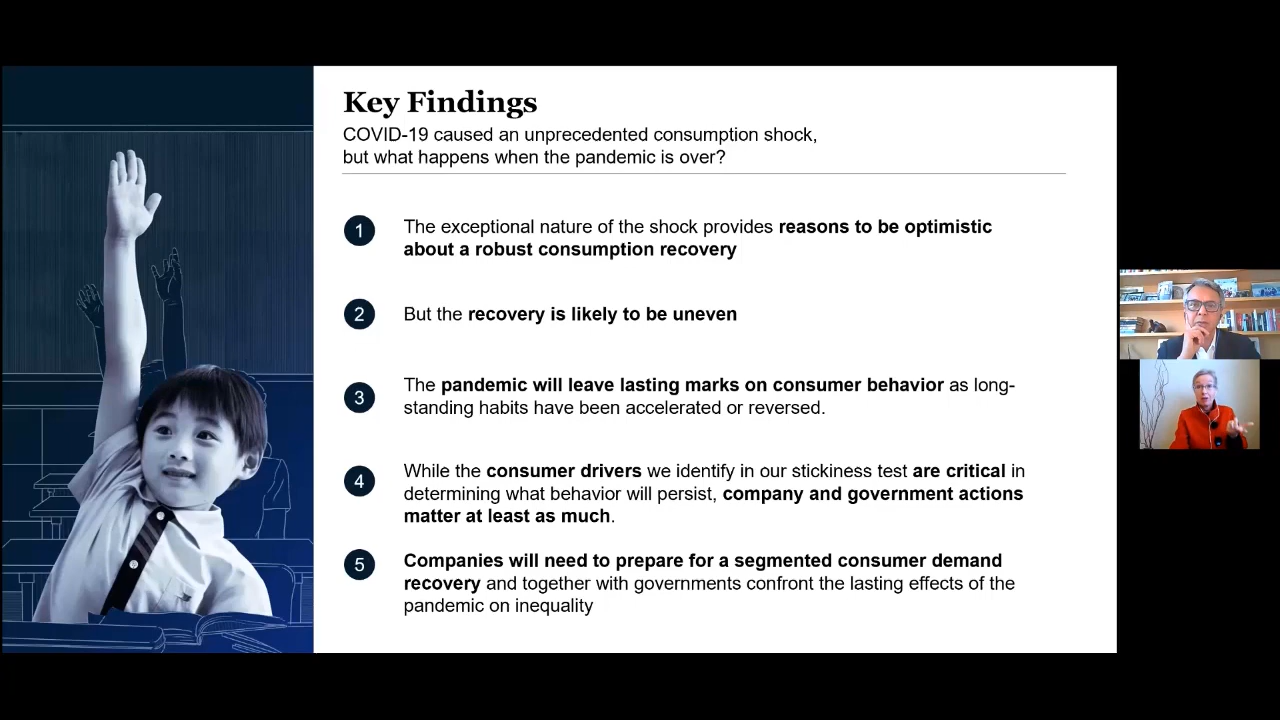 Key Findings
COVID-19 caused an unprecedented consumption shock,
but what happens when the pandemic is over?
1
The exceptional nature of the shock provides reasons to be optimistic
about a robust consumption recovery
2
But the recovery is likely to be uneven
3
The pandemic will leave lasting marks on consumer behavior as long-
standing habits have been accelerated or reversed.
4
While the consumer drivers we identify in our stickiness test are critical in
determining what behavior will persist, company and government actions
matter at least as much.
5
Companies will need to prepare for a segmented consumer demand
recovery and together with governments confront the lasting effects of the
pandemic on inequality